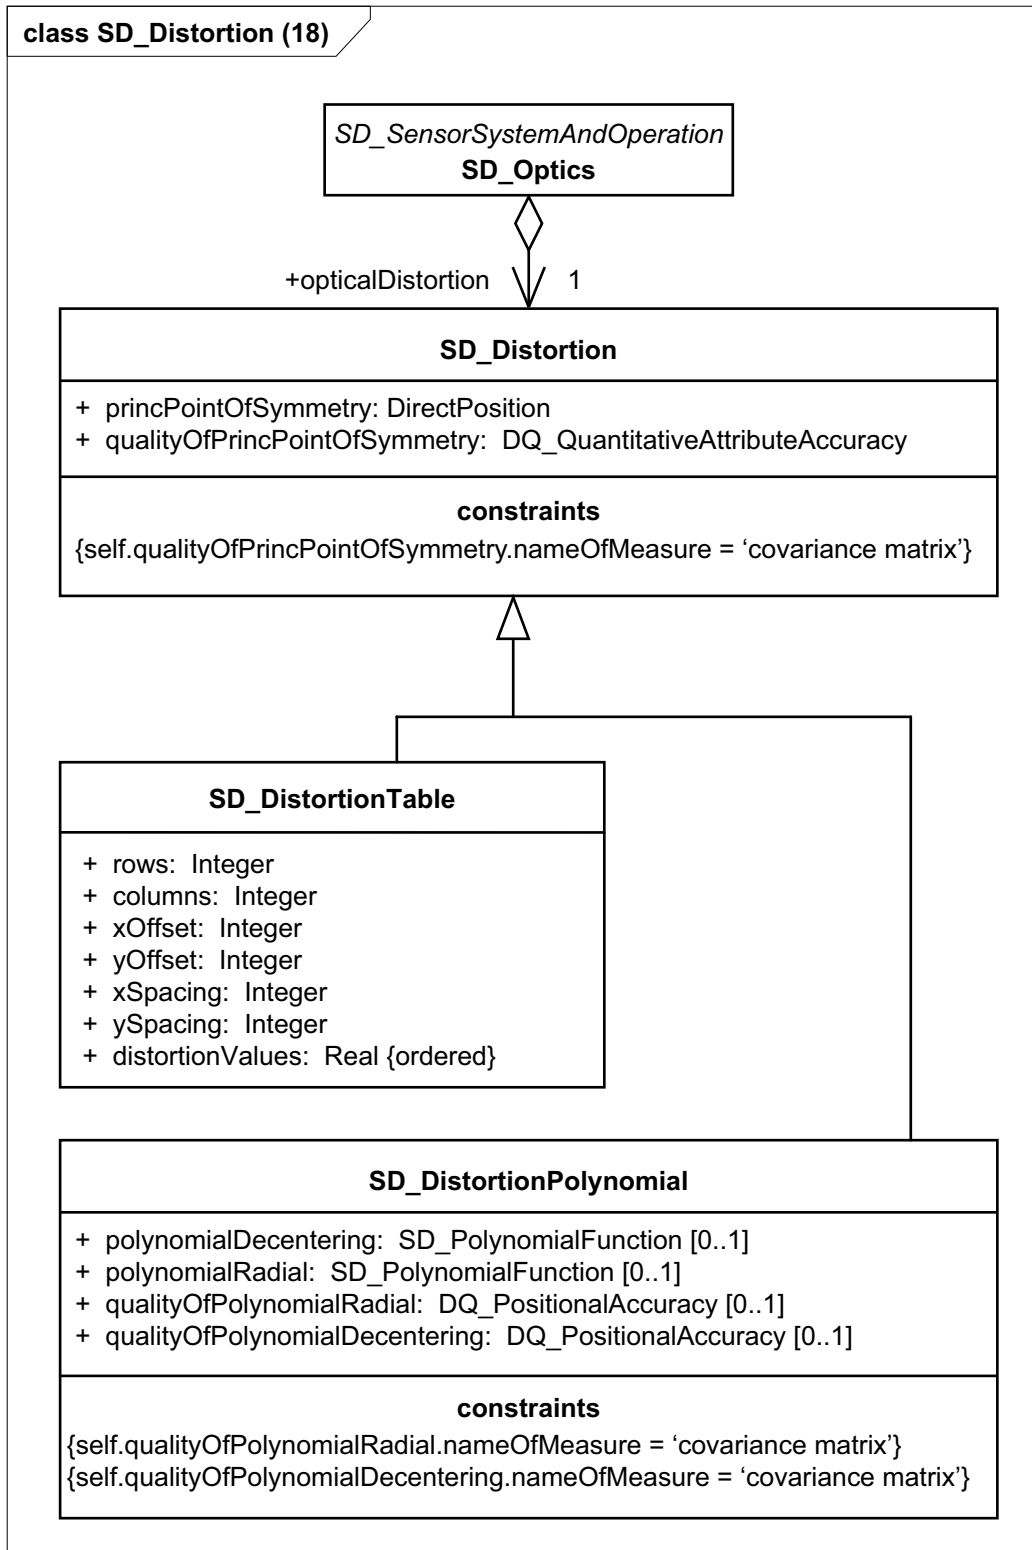 class SD_Distortion (18)
SD_SensorSystemAndOperation
SD_Optics
+opticalDistortion 1
SD_Distortion
+ princPointOfSymmetry: DirectPosition
+ qualityOfPrincPointOfSymmetry: DQ_QuantitativeAttributeAccuracy
constraints
{self.qualityOfPrincPointOfSymmetry.nameOfMeasure = ‘covariance matrix’}
SD_DistortionTable
+ rows: Integer
+ columns: Integer
+ xOffset: Integer
+ yOffset: Integer
+ xSpacing: Integer
+ ySpacing: Integer
+ distortionValues: Real {ordered}
SD_DistortionPolynomial
+ polynomialDecentering: SD_PolynomialFunction [0..1]
+ polynomialRadial: SD_PolynomialFunction [0..1]
+ qualityOfPolynomialRadial: DQ_PositionalAccuracy [0..1]
+ qualityOfPolynomialDecentering: DQ_PositionalAccuracy [0..1]
constraints
{self.qualityOfPolynomialRadial.nameOfMeasure = ‘covariance matrix’}
{self.qualityOfPolynomialDecentering.nameOfMeasure = ‘covariance matrix’}